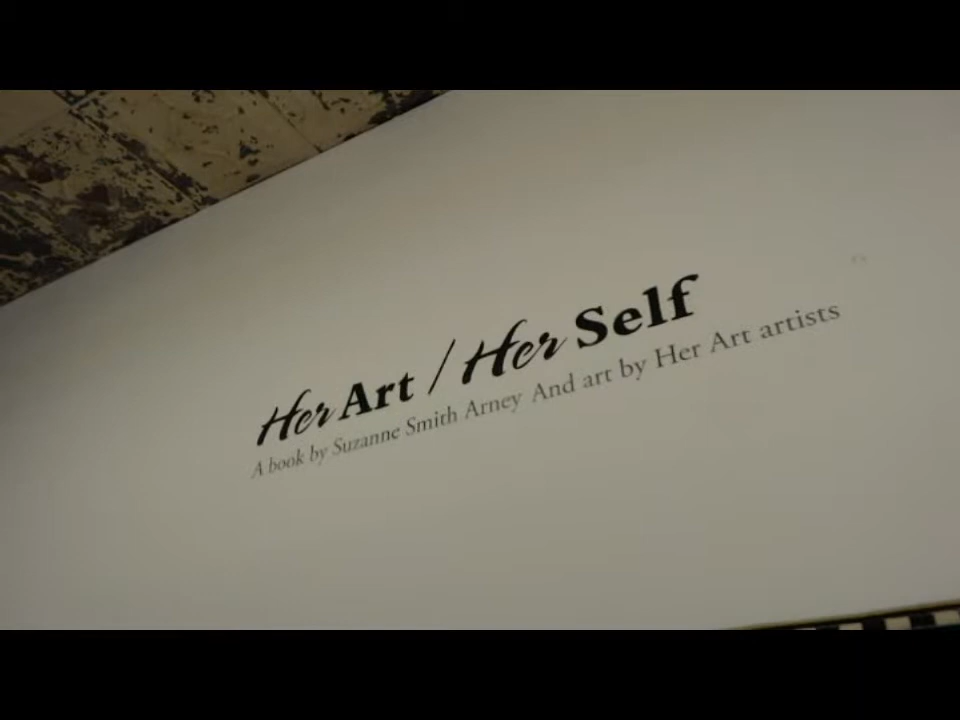 Her Art / Her Self
A book by Suzanne Smith Arney And art by Her Art artists